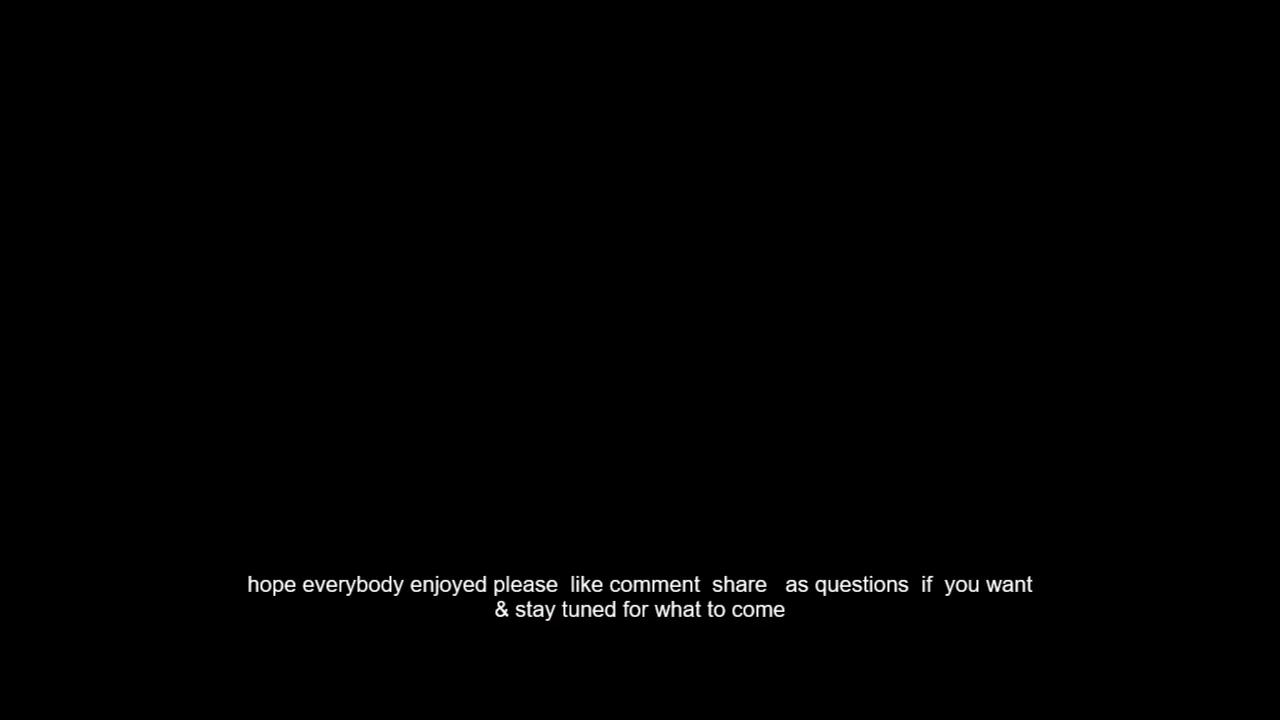 hope everybody enjoyed please  like comment  share   as questions  if  you want
& stay tuned for what to come